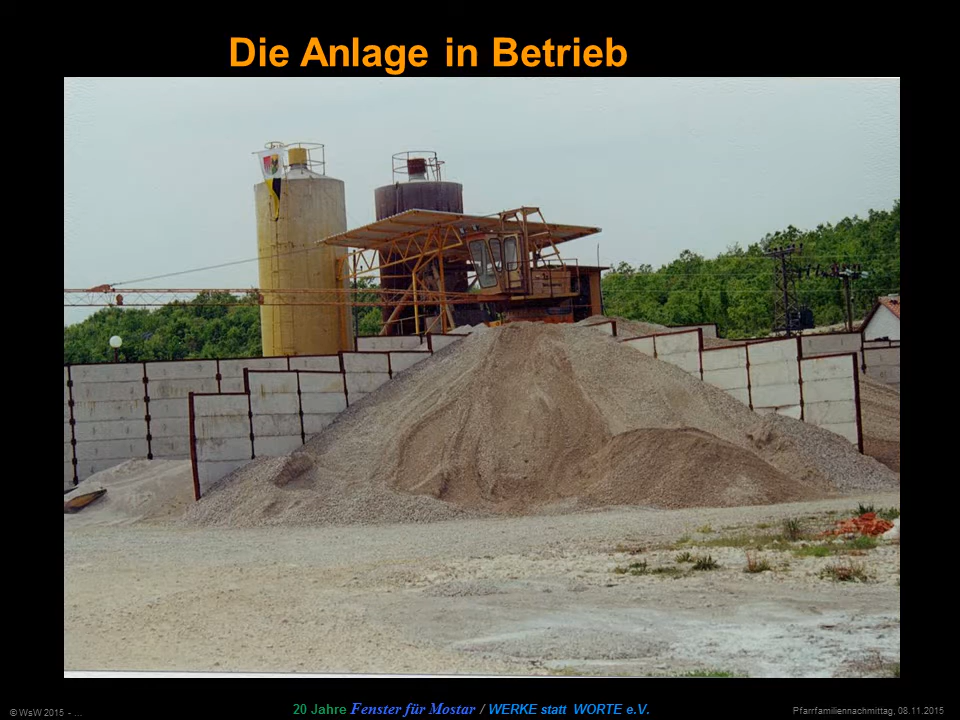 Die Anlage in Betrieb
© WsW 2015 - ...
20 Jahre Fenster für Mostar / WERKE statt WORTE e.V.
Pfarrfamiliennachmittag, 08.11.2015